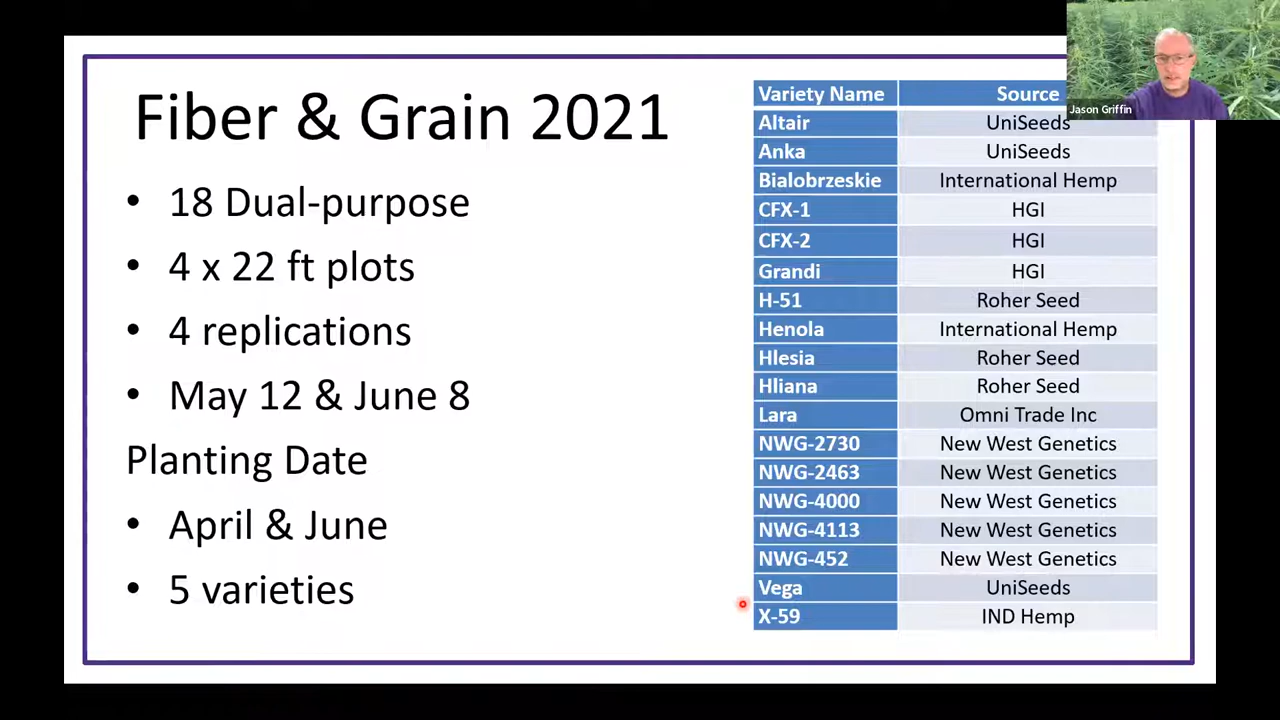 Fiber & Grain 2021
• 18 Dual-purpose
• 4 x 22 ft plots
• 4 replications
• May 12 & June 8
Planting Date
• April & June
• 5 varieties
Variety Name Source
Altair UniSeeds
Anka UniSeeds
Bialobrzeskie International Hemp
CFX-1 HGI
CFX-2 HGI
Grandi HGI
H-51 Roher Seed
Henola International Hemp
Hlesia Roher Seed
Hliana Roher Seed
Lara Omni Trade Inc
NWG-2730 New West Genetics
NWG-2463 New West Genetics
NWG-4000 New West Genetics
NWG-4113 New West Genetics
NWG-452 New West Genetics
Vega UniSeeds
X-59 IND Hemp
Jason Griffin